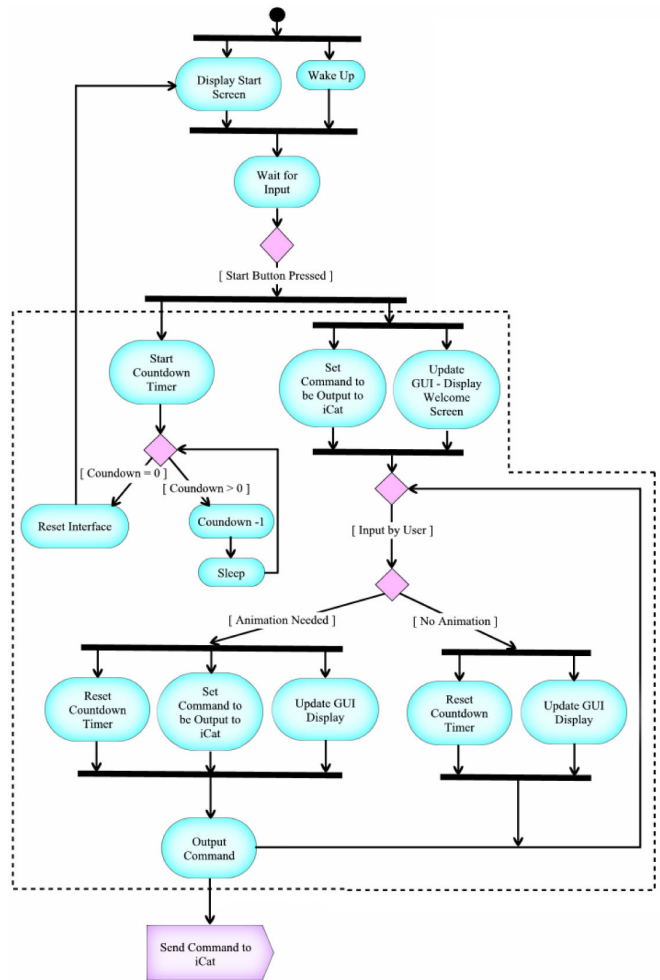 Display Start
Screen
Wake Up
Wait for
Input
[ Start Button Pressed ]
Start
Countdown
Timer
Set
Command to
be Output to
iCat
Update
GUI - Display
Welcome
Screen
[ Coundown = 0 ]
[ Coundown > 0 ]
Reset Interface
Coundown -1
Sleep
[ Input by User ]
[ Animation Needed ]
[ No Animation ]
Reset
Countdown
Timer
Set
Command to
be Output to
iCat
Update GUI
Display
Reset
Countdown
Timer
Update GUI
Display
Output
Command
Send Command to
iCat